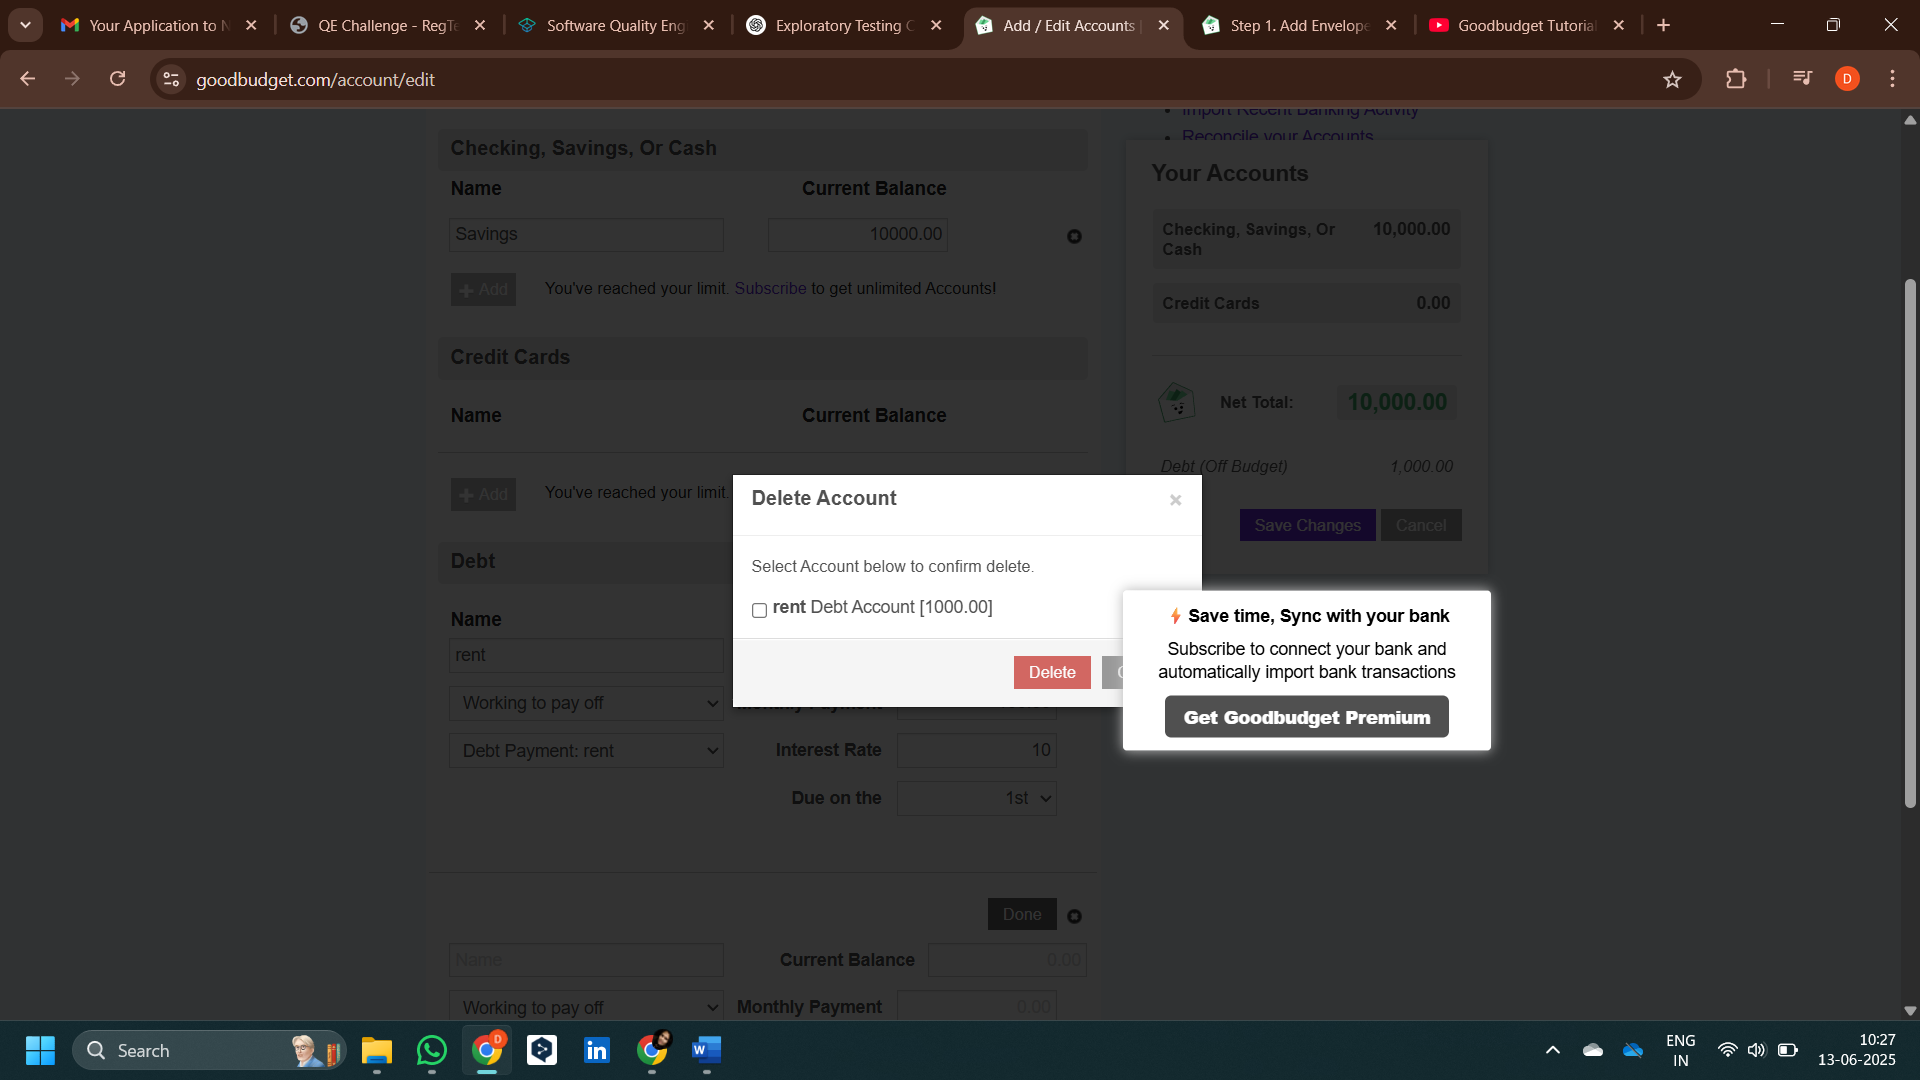 Your Application to N
QE Challenge - RegTe
Software Quality Eng
Exploratory Testing C
Add / Edit Accounts |
Step 1. Add Envelope
Goodbudget Tutorial
goodbudget.com/account/edit
D
Import Recent Banking Activity
Reconcile your Accounts
Checking, Savings, Or Cash
Name Current Balance
Savings 10000.00
+ Add You've reached your limit. Subscribe to get unlimited Accounts!
Credit Cards
Name Current Balance
+ Add You've reached your limit.
Debt
Name
rent
Working to pay off Monthly Payment
Debt Payment: rent Interest Rate 10
Due on the 1st
Done
Name Current Balance 0.00
Working to pay off Monthly Payment 0.00
Your Accounts
Checking, Savings, Or Cash 10,000.00
Credit Cards 0.00
Net Total: 10,000.00
Debt (Off Budget) 1,000.00
Save Changes Cancel
Delete Account
Select Account below to confirm delete.
rent Debt Account [1000.00]
Delete
Save time, Sync with your bank
Subscribe to connect your bank and
automatically import bank transactions
Get Goodbudget Premium
Search
D
in
W
ENG
IN
10:27
13-06-2025